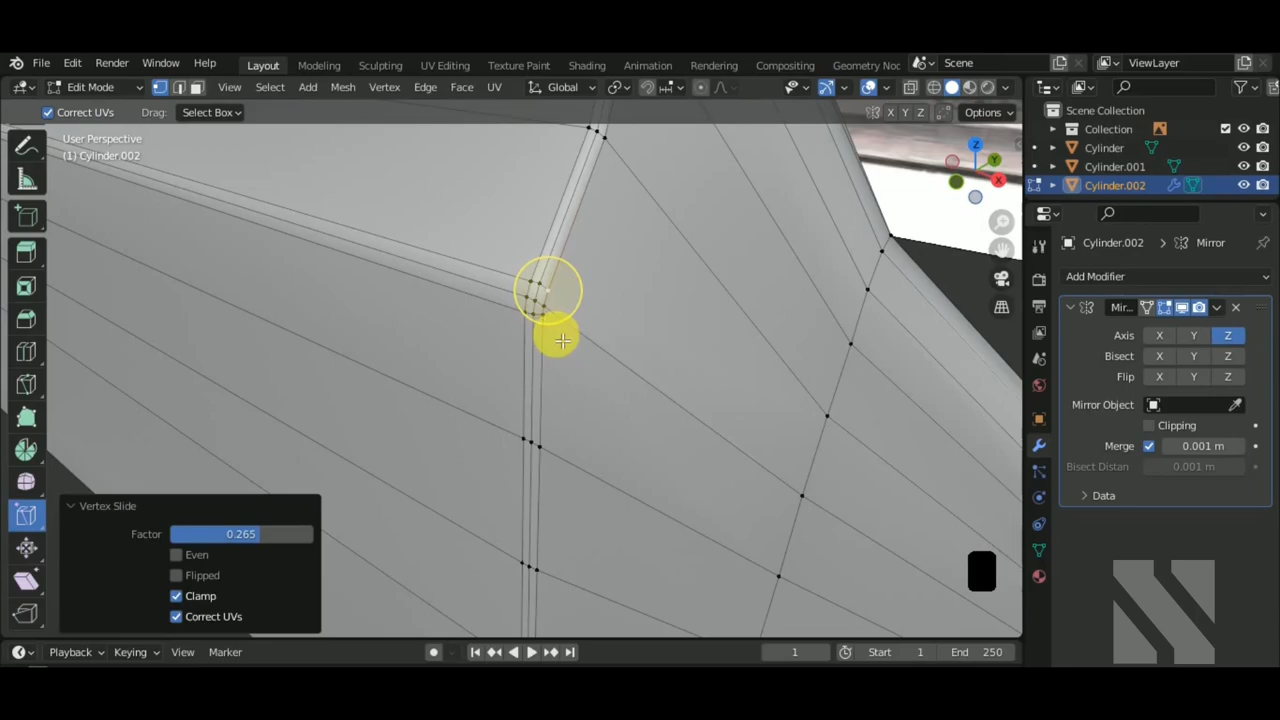 File Edit Render Window Help Layout Modeling Sculpting UV Editing Texture Paint Shading Animation Rendering Compositing Geometry Noc Scene ViewLayer
Edit Mode View Select Add Mesh Vertex Edge Face UV Global
Correct UVs Drag: Select Box X Y Z Options
User Perspective
(1) Cylinder.002
Z
Y
X
Scene Collection
Collection
Cylinder
Cylinder.001
Cylinder.002
Cylinder.002 Mirror
Add Modifier
Mir...
Axis X Y Z
Bisect X Y Z
Flip X Y Z
Mirror Object
Clipping
Merge 0.001 m
Bisect Distan 0.001 m
Data
Vertex Slide
Factor 0.265
Even
Flipped
Clamp
Correct UVs
Playback Keying View Marker 1 Start 1 End 250